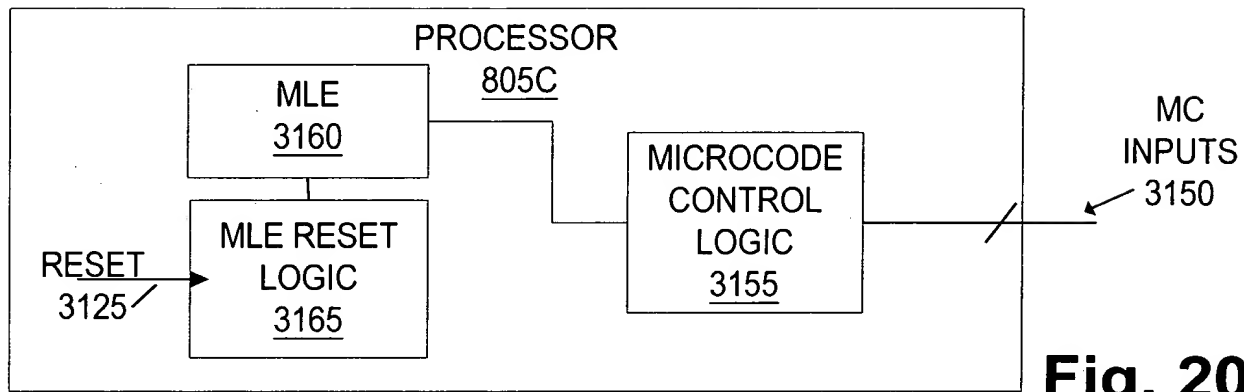 PROCESSOR
805C
MLE
3160
MLE RESET
LOGIC
3165
RESET
3125
MICROCODE
CONTROL
LOGIC
3155
MC
INPUTS
3150
Fig. 20